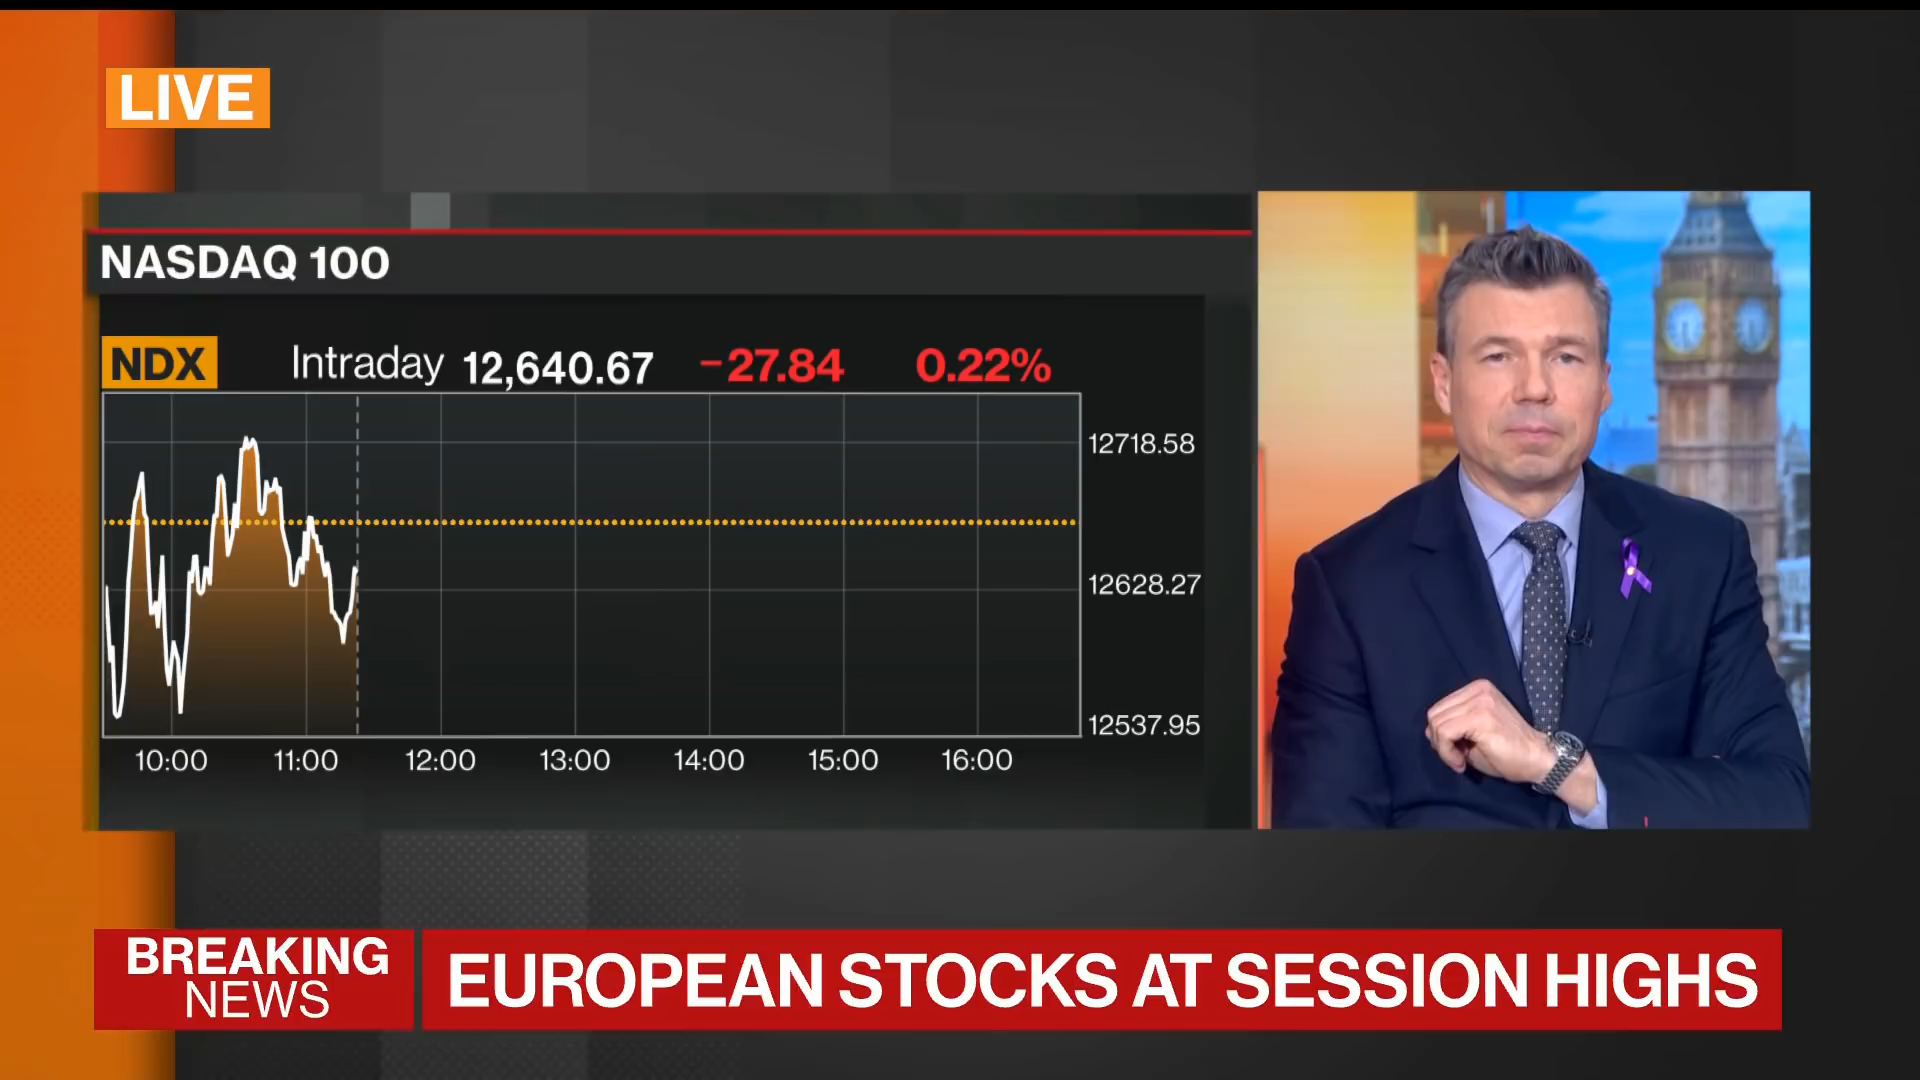 LIVE
NASDAQ 100
NDX Intraday 12,640.67 -27.84 0.22%
12718.58
12628.27
12537.95
10:00 11:00 12:00 13:00 14:00 15:00 16:00
BREAKING
NEWS
EUROPEAN STOCKS AT SESSION HIGHS